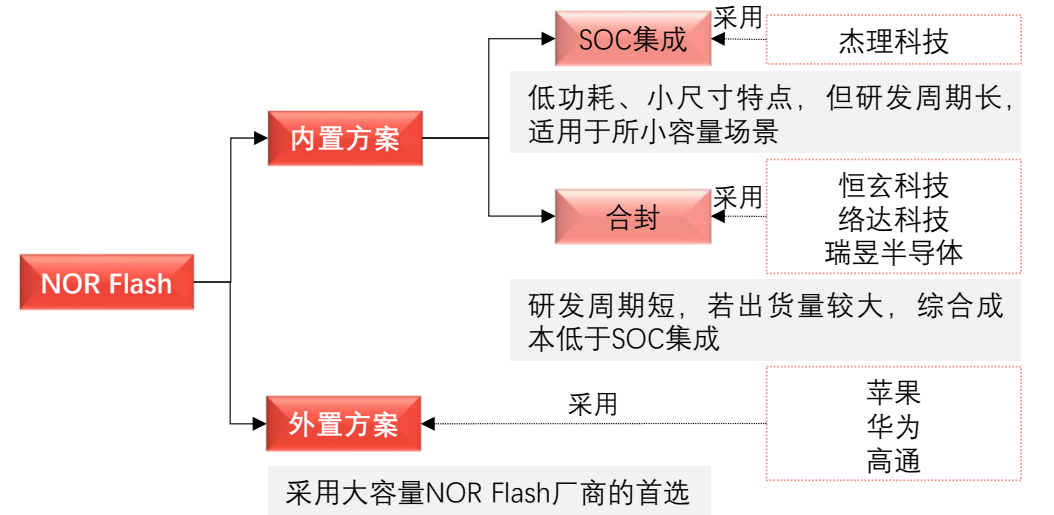 SOC集成
采用
杰理科技
低功耗、小尺寸特点，但研发周期长，
适用于所小容量场景
内置方案
合封
采用
恒玄科技
络达科技
瑞昱半导体
研发周期短，若出货量较大，综合成
本低于SOC集成
NOR Flash
外置方案
采用
苹果
华为
高通
采用大容量NOR Flash厂商的首选